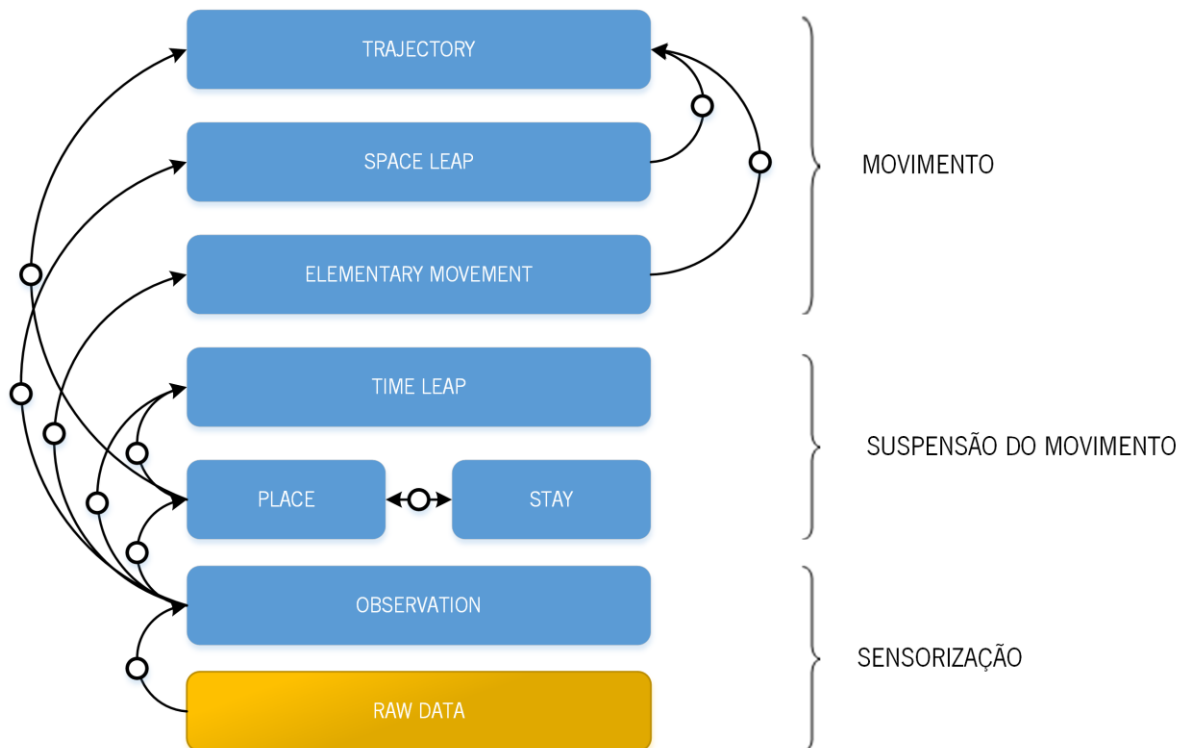 TRAJECTORY
SPACE LEAP
MOVIMENTO
ELEMENTARY MOVEMENT
TIME LEAP
SUSPENSÃO DO MOVIMENTO
PLACE
STAY
OBSERVATION
SENSORIZAÇÃO
RAW DATA